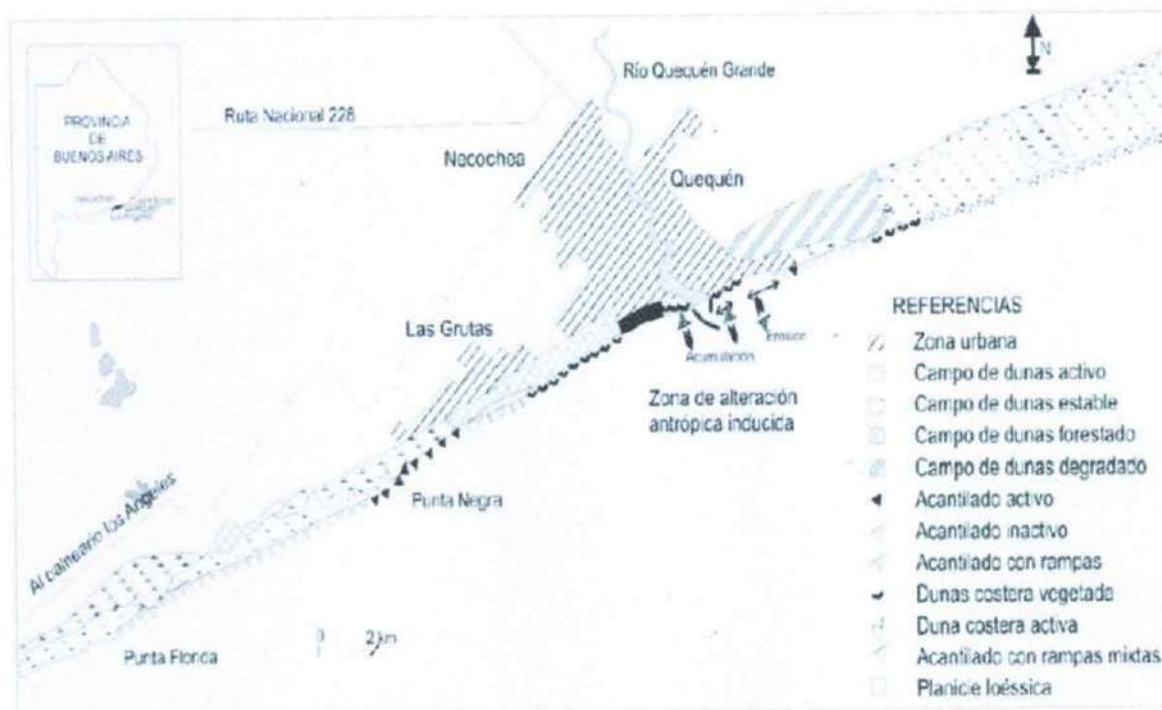 N
Río Quequén Grande
PROVINCIA
DE
BUENOS AIRES
Ruta Nacional 228
Necochea
Quequén
Las Grutas
Acumulación
Erosión
Zona de alteración
antrópica inducida
Punta Negra
Al balneario los Angeles
Punta Florida
0 2 km
REFERENCIAS
Zona urbana
Campo de dunas activo
Campo de dunas estable
Campo de dunas forestado
Campo de dunas degradado
Acantilado activo
Acantilado inactivo
Acantilado con rampas
Dunas costera vegetada
Duna costera activa
Acantilado con rampas mixtas
Planicie loéssica